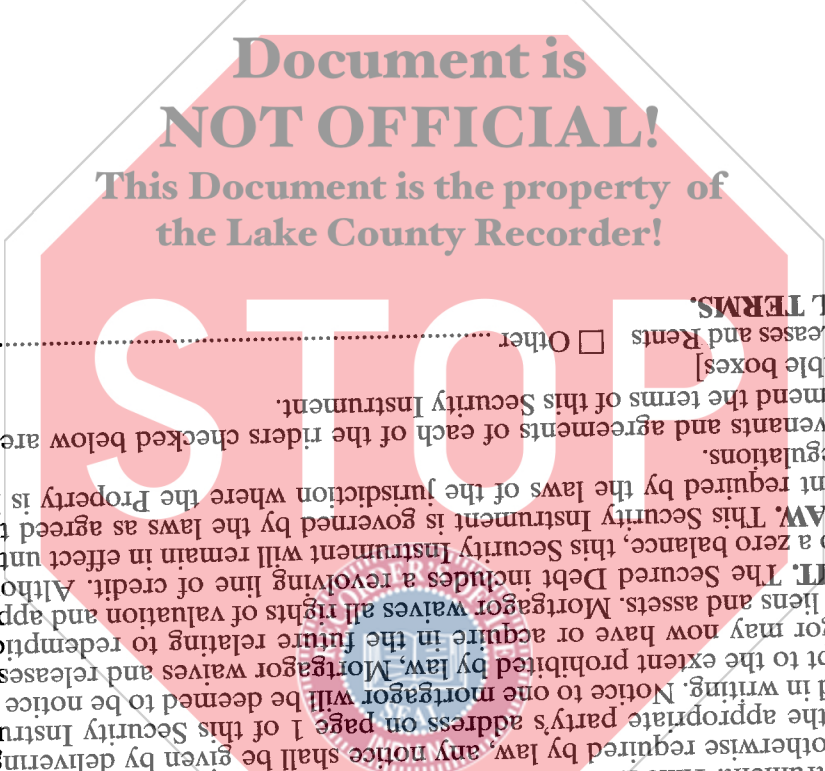 Document is
NOT OFFICIAL!
This Document is the property of
the Lake County Recorder!
STOP
otherwise required by law, any notice shall be given by delivering
the appropriate party's address on page 1 of this Security Instru
d in writing. Notice to one mortgagor will be deemed to be notice
ot to the extent prohibited by law, Mortgagor waives and releases
gor may now have or acquire in the future relating to redemptio
liens and assets. Mortgagor waives all rights of valuation and app
IT. The Secured Debt includes a revolving line of credit. Altho
o a zero balance, this Security Instrument will remain in effect unt
AW. This Security Instrument is governed by the laws as agreed t
nt required by the laws of the jurisdiction where the Property is
egulations.
venants and agreements of each of the riders checked below are
mend the terms of this Security Instrument.
ble boxes]
eases and Rents ☐ Other ..........
L TERMS.
SEAL